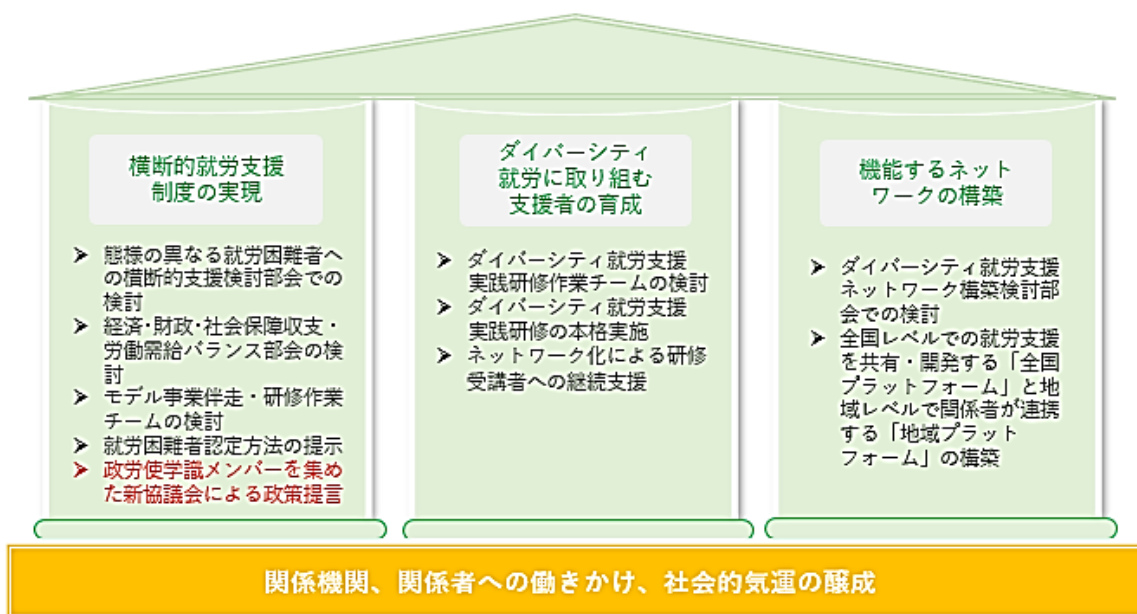 横断的就労支援
制度の実現
➤ 態様の異なる就労困難者へ
の横断的支援検討部会での
検討
➤ 経済･財政･社会保障収支・
労働需給バランス部会の検
討
➤ モデル事業伴走・研修作業
チームの検討
➤ 就労困難者認定方法の提示
➤ 政労使学識メンバーを集め
た新協議会による政策提言
ダイバーシティ
就労に取り組む
支援者の育成
➤ ダイバーシティ就労支援
実践研修作業チームの検討
➤ ダイバーシティ就労支援
実践研修の本格実施
➤ ネットワーク化による研修
受講者への継続支援
機能するネット
ワークの構築
➤ ダイバーシティ就労支援
ネットワーク構築検討部
会での検討
➤ 全国レベルでの就労支援
を共有・開発する「全国
プラットフォーム」と地
域レベルで関係者が連携
する「地域プラット
フォーム」の構築
関係機関、関係者への働きかけ、社会的気運の醸成